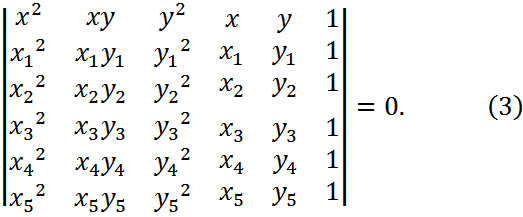 |x² xy y² x y 1|
|x₁² x₁y₁ y₁² x₁ y₁ 1|
|x₂² x₂y₂ y₂² x₂ y₂ 1|
|x₃² x₃y₃ y₃² x₃ y₃ 1| = 0. (3)
|x₄² x₄y₄ y₄² x₄ y₄ 1|
|x₅² x₅y₅ y₅² x₅ y₅ 1|